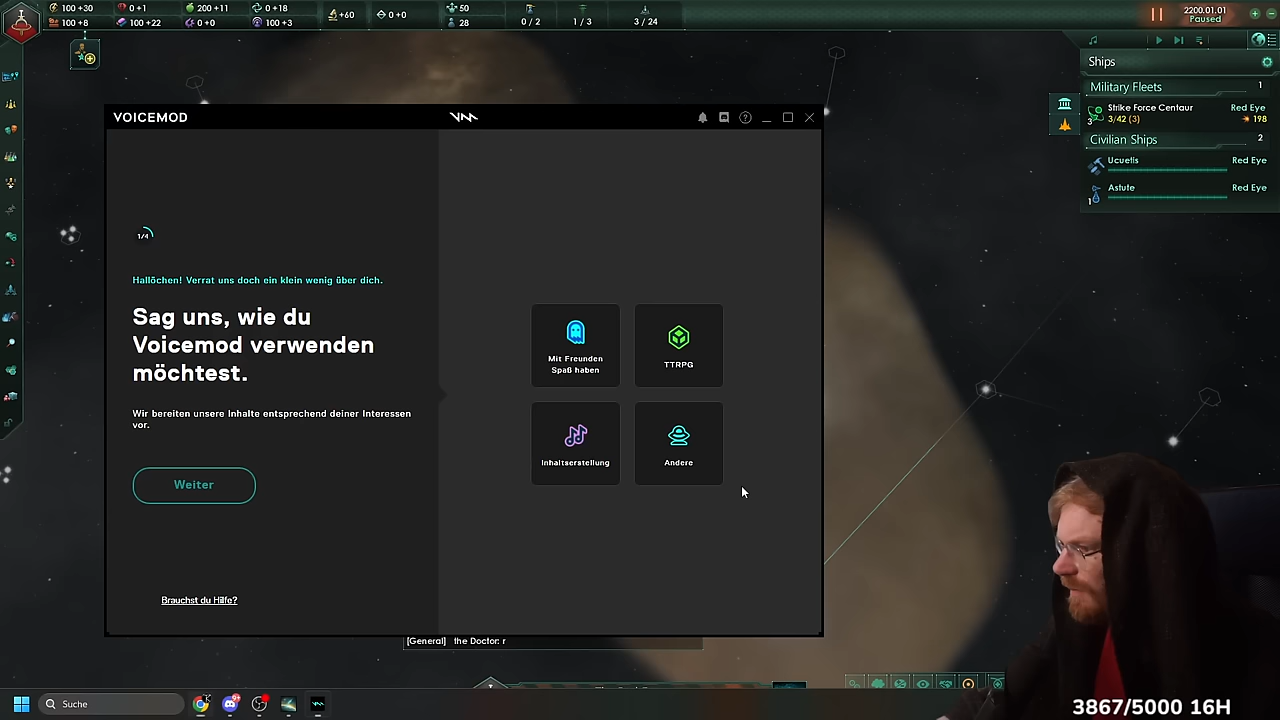 100 +30
0 +1
200 +11
0 +18
100 +8
100 +22
0 +0
100 +3
+60
0 +0
50
28
0 / 2
1 / 3
3 / 24
2200.01.01
Paused
Ships
Military Fleets
1
Strike Force Centaur
Red Eye
3
3/42 (3)
198
Civilian Ships
2
Ucuetis
Red Eye
Astute
Red Eye
1
VOICEMOD
1/4
Hallöchen! Verrat uns doch ein klein wenig über dich.
Sag uns, wie du
Voicemod verwenden
möchtest.
Wir bereiten unsere Inhalte entsprechend deiner Interessen
vor.
Weiter
Brauchst du Hilfe?
Mit Freunden
Spaß haben
TTRPG
Inhaltserstellung
Andere
[General] the Doctor: r
Suche
3867/5000 16H